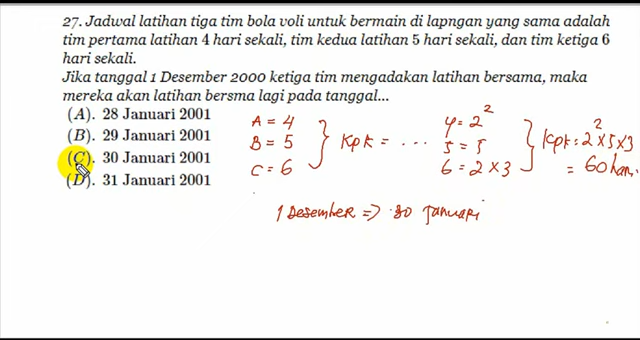 27. Jadwal latihan tiga tim bola voli untuk bermain di lapngan yang sama adalah
tim pertama latihan 4 hari sekali, tim kedua latihan 5 hari sekali, dan tim ketiga 6
hari sekali.
Jika tanggal 1 Desember 2000 ketiga tim mengadakan latihan bersama, maka
mereka akan latihan bersma lagi pada tanggal...
(A). 28 Januari 2001
(B). 29 Januari 2001
(C). 30 Januari 2001
(D). 31 Januari 2001
A = 4
B = 5
C = 6
KpK = ...
4 = 2²
5 = 5
6 = 2 × 3
KpK = 2² × 5 × 3
= 60 hari.
1 Desember => 30 Januari